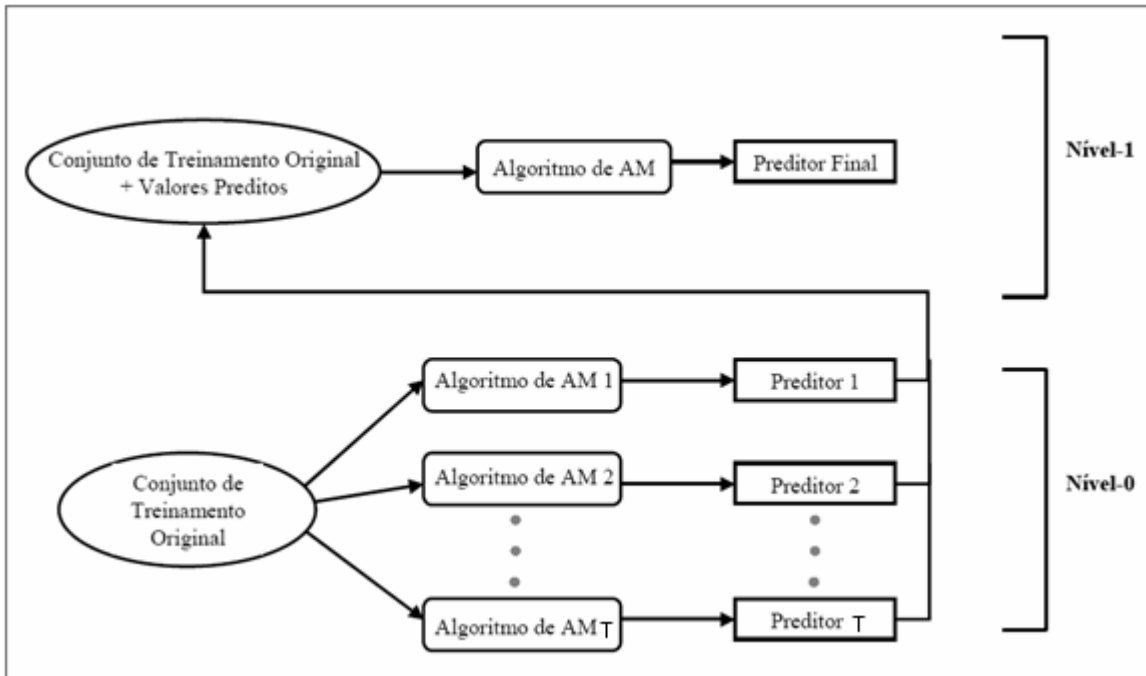 Conjunto de Treinamento Original
+ Valores Preditos
Algoritmo de AM
Preditor Final
Nível-1
Algoritmo de AM 1
Preditor 1
Conjunto de
Treinamento
Original
Algoritmo de AM 2
Preditor 2
Nível-0
Algoritmo de AM T
Preditor T